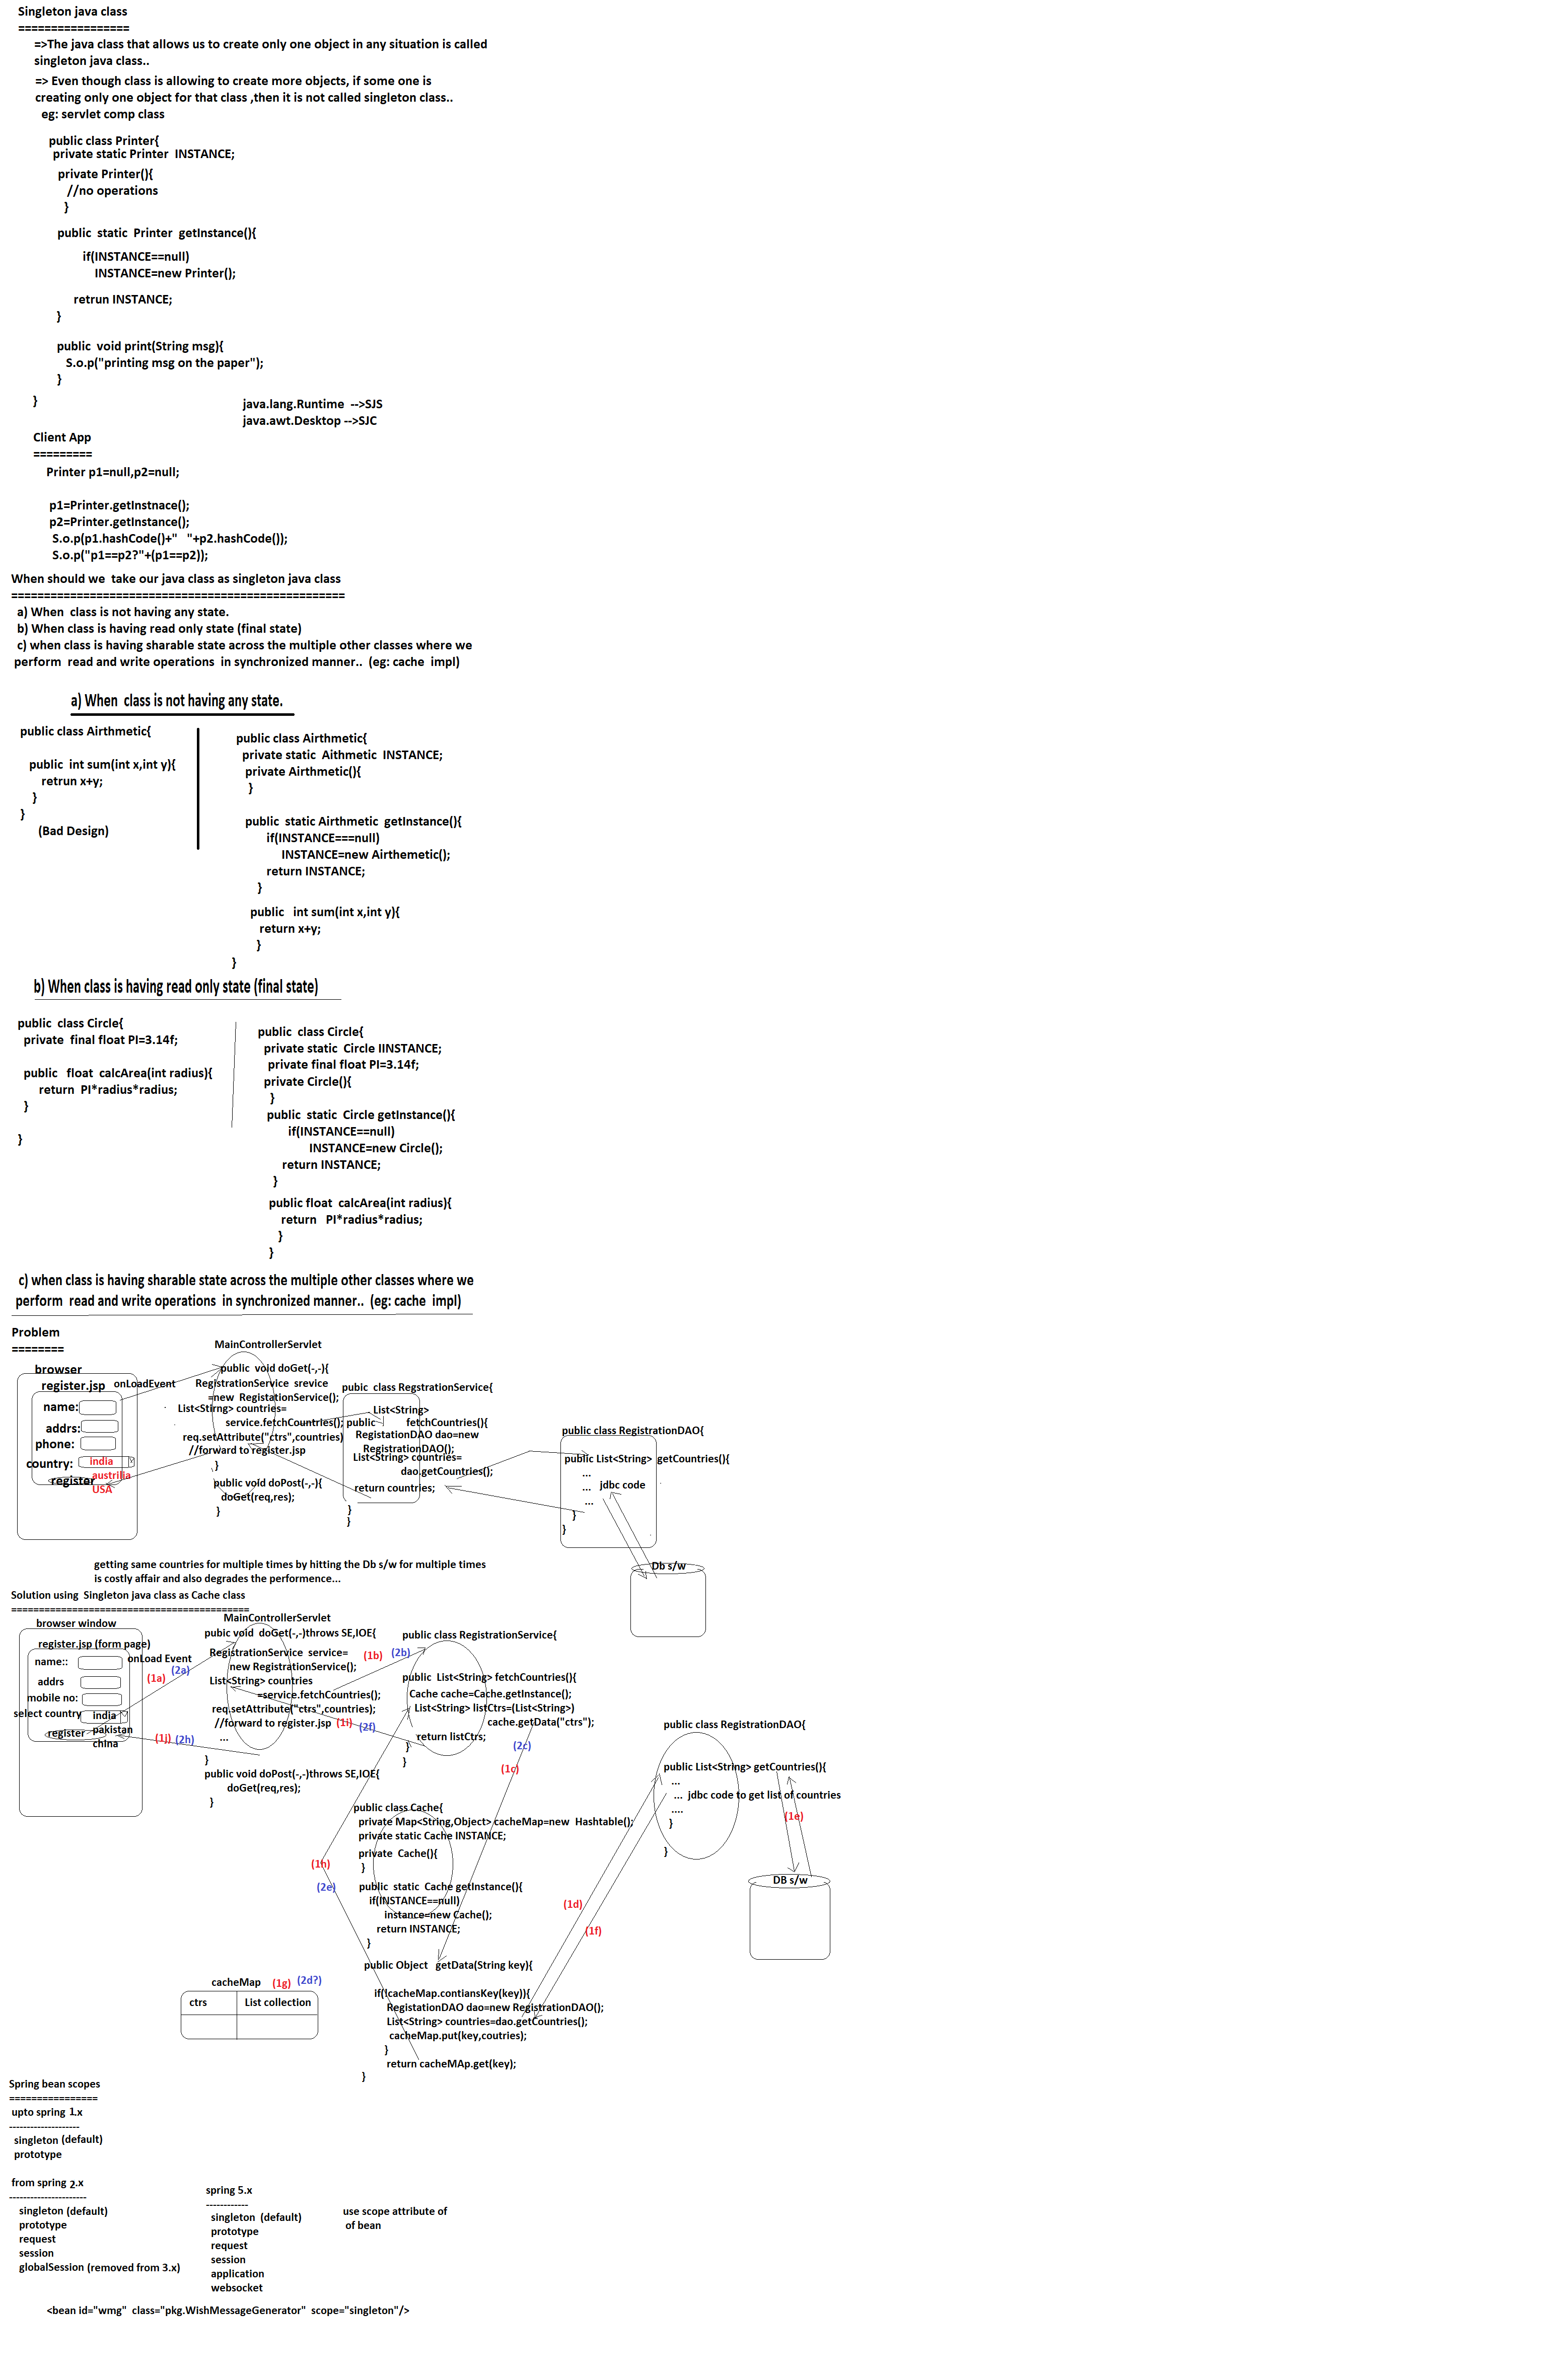 Singleton java class
=================
=>The java class that allows us to create only one object in any situation is called
singleton java class..
=> Even though class is allowing to create more objects, if some one is
creating only one object for that class ,then it is not called singleton class..
eg: servlet comp class
public class Printer{
private static Printer INSTANCE;
private Printer(){
//no operations
}
public static Printer getInstance(){
if(INSTANCE==null)
INSTANCE=new Printer();
retrun INSTANCE;
}
public void print(String msg){
S.o.p("printing msg on the paper");
}
}
java.lang.Runtime -->SJS
java.awt.Desktop -->SJC
Client App
=========
Printer p1=null,p2=null;
p1=Printer.getInstnace();
p2=Printer.getInstance();
S.o.p(p1.hashCode()+" "+p2.hashCode());
S.o.p("p1==p2?"+(p1==p2));
When should we take our java class as singleton java class
===================================================
a) When class is not having any state.
b) When class is having read only state (final state)
c) when class is having sharable state across the multiple other classes where we
perform read and write operations in synchronized manner.. (eg: cache impl)
a) When class is not having any state.
public class Airthmetic{
public int sum(int x,int y){
retrun x+y;
}
}
(Bad Design)
public class Airthmetic{
private static Aithmetic INSTANCE;
private Airthmetic(){
}
public static Airthmetic getInstance(){
if(INSTANCE===null)
INSTANCE=new Airthemetic();
return INSTANCE;
}
public int sum(int x,int y){
return x+y;
}
}
b) When class is having read only state (final state)
public class Circle{
private final float PI=3.14f;
public float calcArea(int radius){
return PI*radius*radius;
}
}
public class Circle{
private static Circle IINSTANCE;
private final float PI=3.14f;
private Circle(){
}
public static Circle getInstance(){
if(INSTANCE==null)
INSTANCE=new Circle();
return INSTANCE;
}
public float calcArea(int radius){
return PI*radius*radius;
}
}
c) when class is having sharable state across the multiple other classes where we
perform read and write operations in synchronized manner.. (eg: cache impl)
Problem
========
browser
register.jsp
onLoadEvent
name:
addrs:
phone:
country:
india
austrilia
USA
register
MainControllerServlet
public void doGet(-,-){
RegistrationService srevice
=new RegistationService();
List<Stirng> countries=
service.fetchCountries();
req.setAttribute("ctrs",countries)
//forward to register.jsp
}
public void doPost(-,-){
doGet(req,res);
}
pubic class RegstrationService{
List<String>
public fetchCountries(){
RegistationDAO dao=new
RegistrationDAO();
List<String> countries=
dao.getCountries();
return countries;
}
}
public class RegistrationDAO{
public List<String> getCountries(){
...
... jdbc code
...
}
}
Db s/w
getting same countries for multiple times by hitting the Db s/w for multiple times
is costly affair and also degrades the performence...
Solution using Singleton java class as Cache class
===========================================
browser window
register.jsp (form page)
onLoad Event
name::
addrs
mobile no:
select country
india
pakistan
china
register
(1a)
(2a)
MainControllerServlet
pubic void doGet(-,-)throws SE,IOE{
RegistrationService service=
new RegistrationService();
List<String> countries
=service.fetchCountries();
req.setAttribute("ctrs",countries);
//forward to register.jsp
...
}
public void doPost(-,-)throws SE,IOE{
doGet(req,res);
}
(1b)
(2b)
(1i)
(2f)
(1j)
(2h)
public class RegistrationService{
public List<String> fetchCountries(){
Cache cache=Cache.getInstance();
List<String> listCtrs=(List<String>)
cache.getData("ctrs");
return listCtrs;
}
}
(2c)
(1c)
public class RegistrationDAO{
public List<String> getCountries(){
...
... jdbc code to get list of countries
....
}
}
(1e)
DB s/w
public class Cache{
private Map<String,Object> cacheMap=new Hashtable();
private static Cache INSTANCE;
private Cache(){
}
public static Cache getInstance(){
if(INSTANCE==null)
instance=new Cache();
return INSTANCE;
}
public Object getData(String key){
if(!cacheMap.contiansKey(key)){
RegistationDAO dao=new RegistrationDAO();
List<String> countries=dao.getCountries();
cacheMap.put(key,coutries);
}
return cacheMAp.get(key);
}
(1h)
(2e)
(1d)
(1f)
cacheMap
(1g)
(2d?)
ctrs
List collection
Spring bean scopes
================
upto spring 1.x
--------------------
singleton (default)
prototype
from spring 2.x
----------------------
singleton (default)
prototype
request
session
globalSession (removed from 3.x)
spring 5.x
------------
singleton (default)
prototype
request
session
application
websocket
use scope attribute of
of bean
<bean id="wmg" class="pkg.WishMessageGenerator" scope="singleton"/>